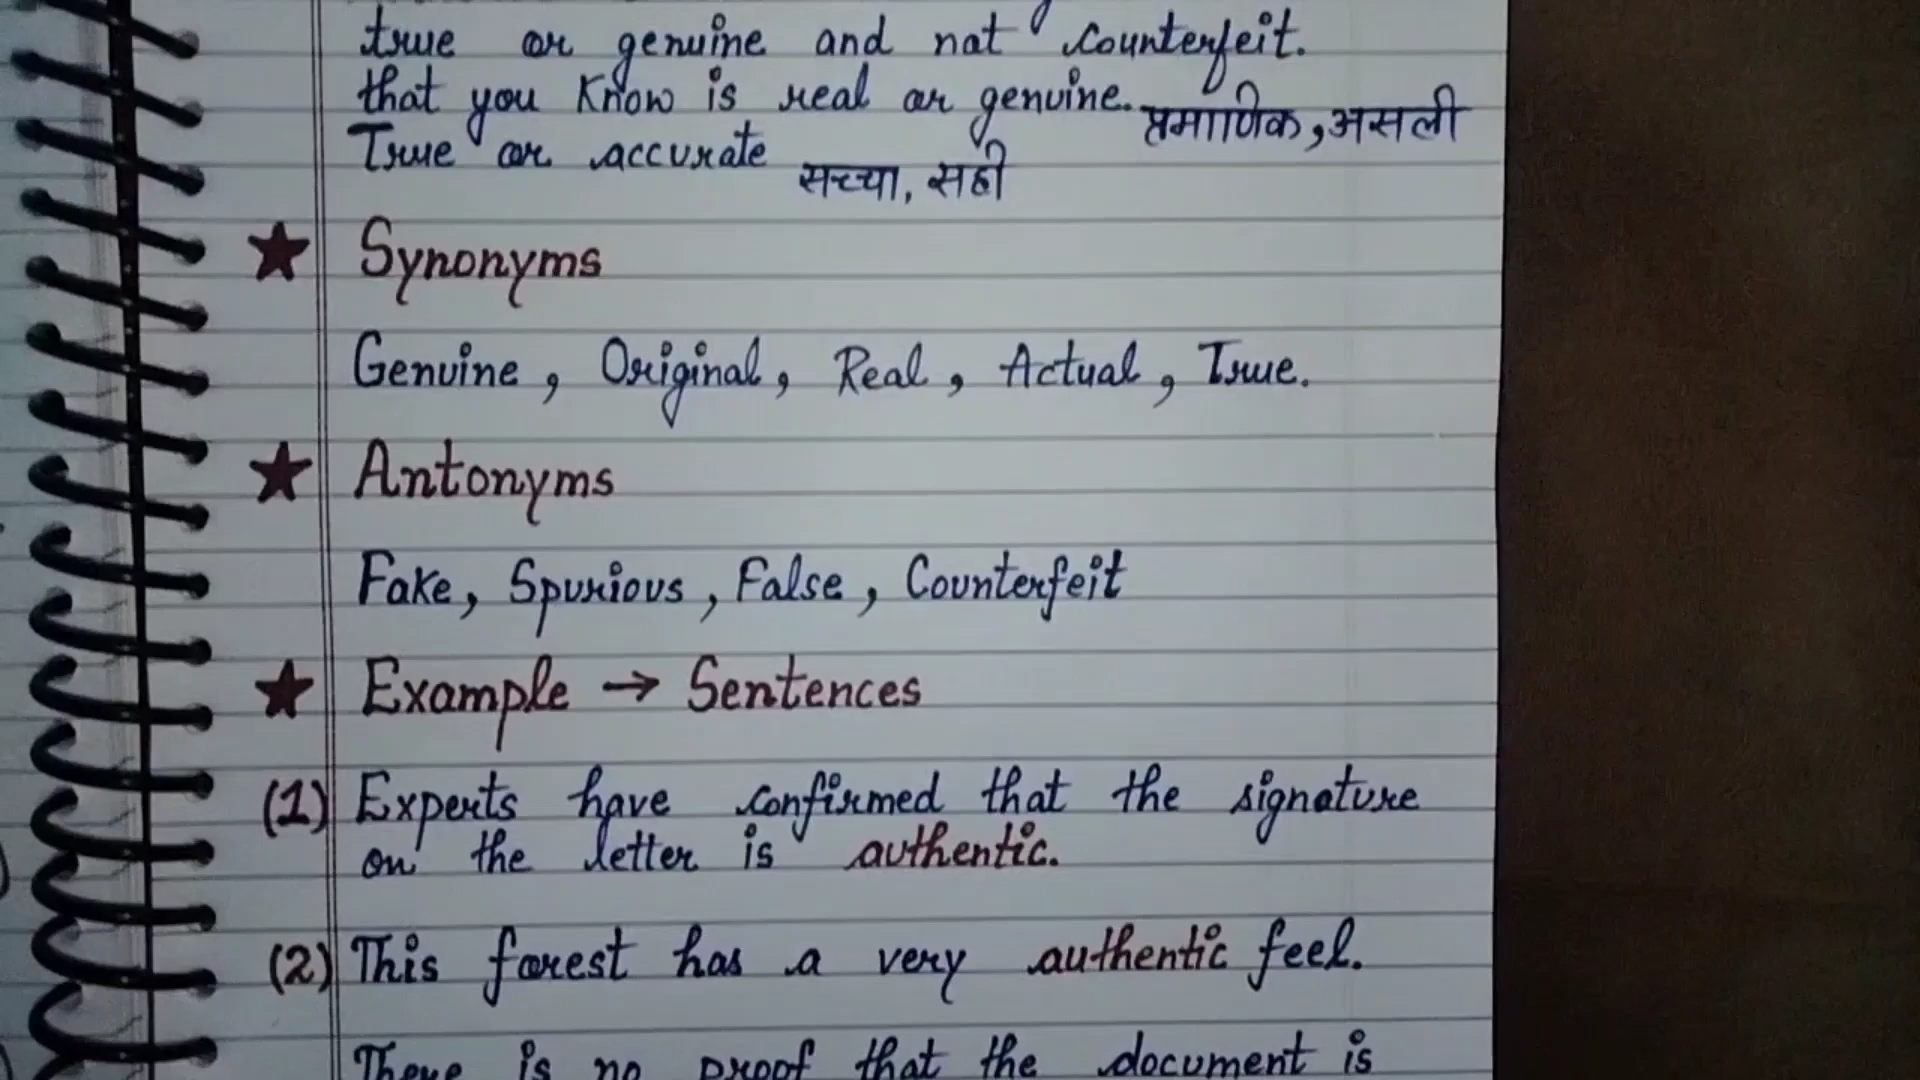 true or genuine and not counterfeit.
that you know is real or genuine. प्रमाणिक, असली
True or accurate सच्चा, सही
★ Synonyms
Genuine, Original, Real, Actual, True.
★ Antonyms
Fake, Spurious, False, Counterfeit
★ Example → Sentences
(1) Experts have confirmed that the signature
on the letter is authentic.
(2) This forest has a very authentic feel.
There is no proof that the document is